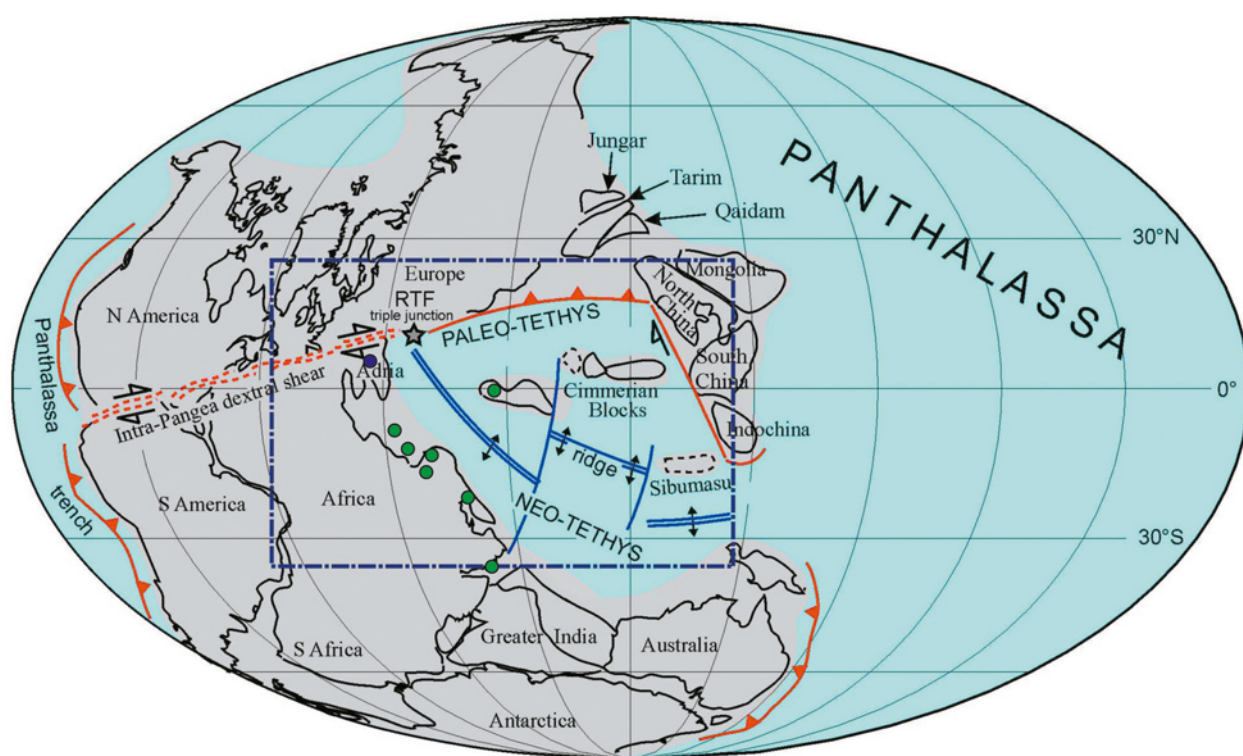 Jungar
Tarim
Qaidam
PANTHALASSA
30°N
Mongolia
Europe
RTF
triple junction
North
China
N America
PALEO-TETHYS
Panthalassa
Adria
South
China
Cimmerian
Blocks
0°
Intra-Pangea dextral shear
Indochina
ridge
Sibumasu
trench
S America
Africa
NEO-TETHYS
30°S
Greater India
Australia
S Africa
Antarctica